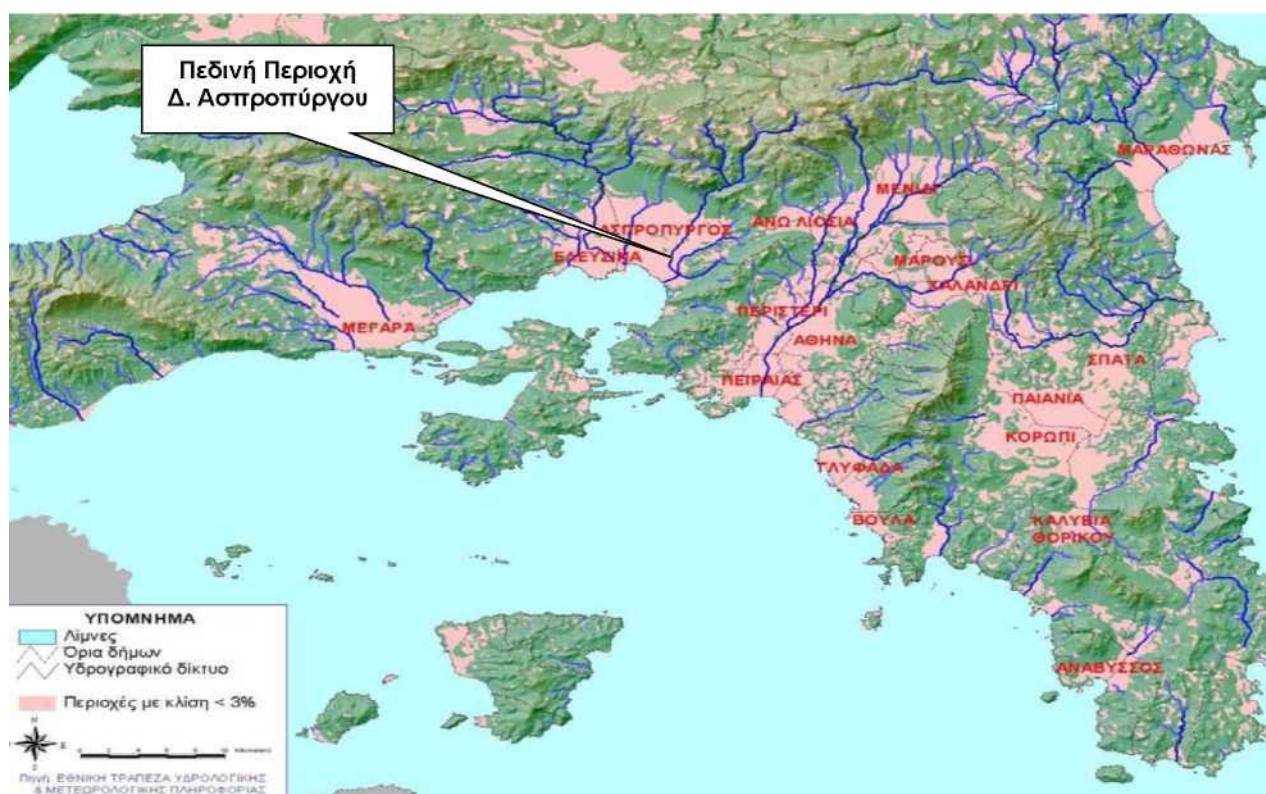 Πεδινή Περιοχή
Δ. Ασπροπύργου
ΜΑΡΑΘΩΝΑΣ
ΜΕΝΙΔΙ
ΑΣΠΡΟΠΥΡΓΟΣ
ΑΝΩ ΛΙΟΣΙΑ
ΕΛΕΥΣΙΝΑ
ΜΑΡΟΥΣΙ
ΧΑΛΑΝΔΡΙ
ΜΕΓΑΡΑ
ΠΕΡΙΣΤΕΡΙ
ΑΘΗΝΑ
ΣΠΑΤΑ
ΠΕΙΡΑΙΑΣ
ΠΑΙΑΝΙΑ
ΚΟΡΩΠΙ
ΓΛΥΦΑΔΑ
ΒΟΥΛΑ
ΚΑΛΥΒΙΑ
ΘΟΡΙΚΟΥ
ΑΝΑΒΥΣΣΟΣ
ΥΠΟΜΝΗΜΑ
Λίμνες
Όρια δήμων
Υδρογραφικό δίκτυο
Περιοχές με κλίση < 3%
N
E
Πηγή: ΕΘΝΙΚΗ ΤΡΑΠΕΖΑ ΥΔΡΟΛΟΓΙΚΗΣ
& ΜΕΤΕΩΡΟΛΟΓΙΚΗΣ ΠΛΗΡΟΦΟΡΙΑΣ